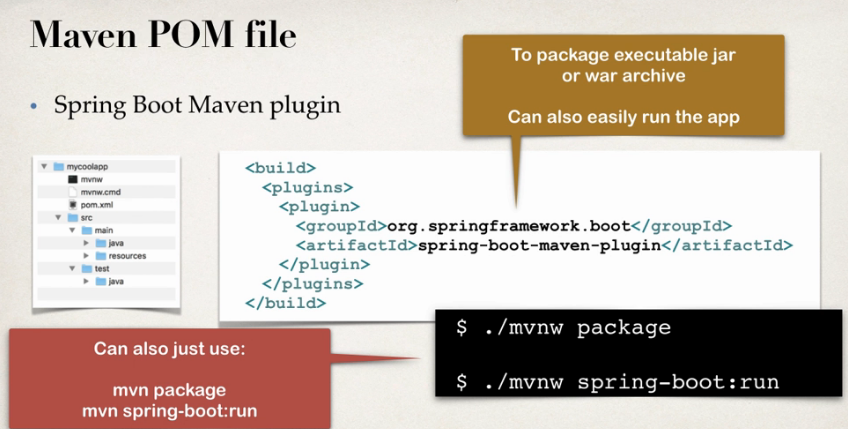 Maven POM file
To package executable jar
or war archive
Can also easily run the app
• Spring Boot Maven plugin
mycoolapp
mvnw
mvnw.cmd
pom.xml
src
main
java
resources
test
java
<build>
<plugins>
<plugin>
<groupId>org.springframework.boot</groupId>
<artifactId>spring-boot-maven-plugin</artifactId>
</plugin>
</plugins>
</build>
$ ./mvnw package
$ ./mvnw spring-boot:run
Can also just use:
mvn package
mvn spring-boot:run